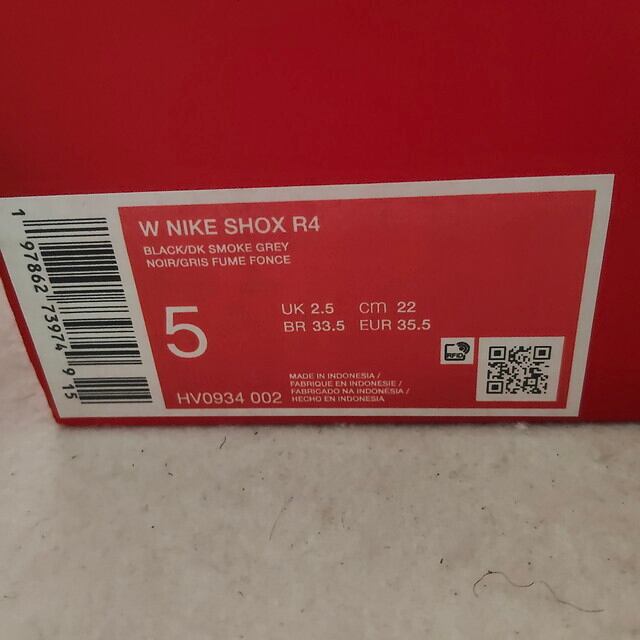 W NIKE SHOX R4
BLACK/DK SMOKE GREY
NOIR/GRIS FUME FONCE
5
UK 2.5 cm 22
BR 33.5 EUR 35.5
RFID
MADE IN INDONESIA /
FABRIQUE EN INDONESIE /
FABRICADO NA INDONÉSIA /
HECHO EN INDONESIA
HV0934 002
1 97862 73974 9 15